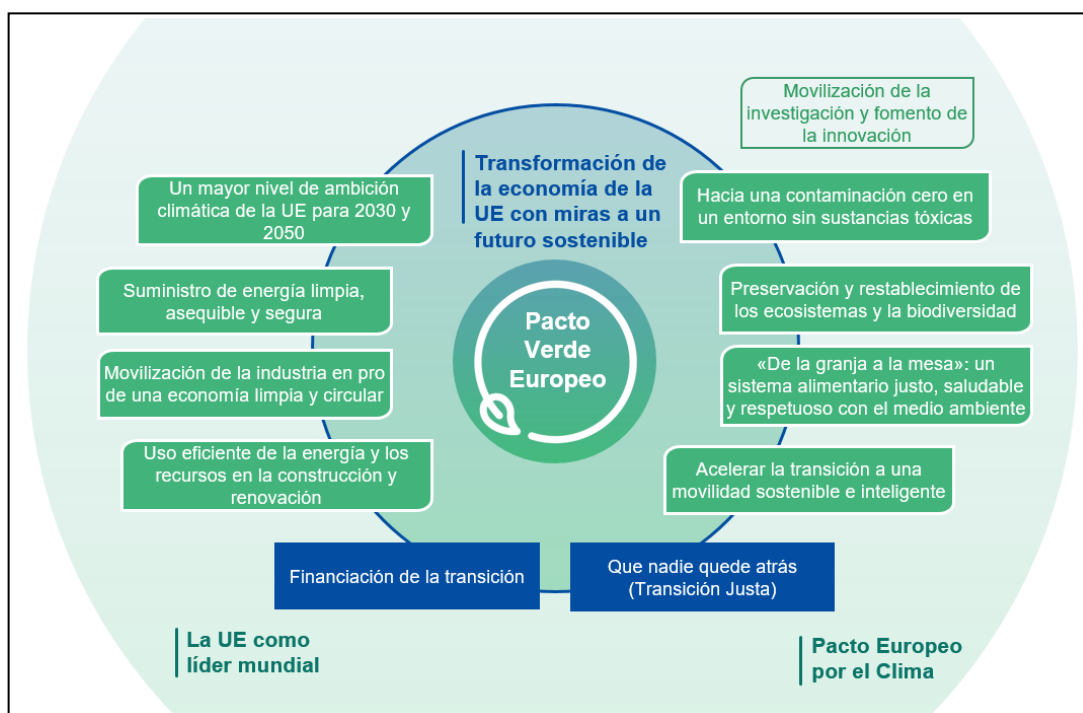 Movilización de la
investigación y fomento de
la innovación
Transformación de
la economía de la
UE con miras a un
futuro sostenible
Un mayor nivel de ambición
climática de la UE para 2030 y
2050
Hacia una contaminación cero en
un entorno sin sustancias tóxicas
Suministro de energía limpia,
asequible y segura
Preservación y restablecimiento de
los ecosistemas y la biodiversidad
Pacto
Verde
Europeo
Movilización de la industria en pro
de una economía limpia y circular
«De la granja a la mesa»: un
sistema alimentario justo, saludable
y respetuoso con el medio ambiente
Uso eficiente de la energía y los
recursos en la construcción y
renovación
Acelerar la transición a una
movilidad sostenible e inteligente
Financiación de la transición
Que nadie quede atrás
(Transición Justa)
La UE como
líder mundial
Pacto Europeo
por el Clima